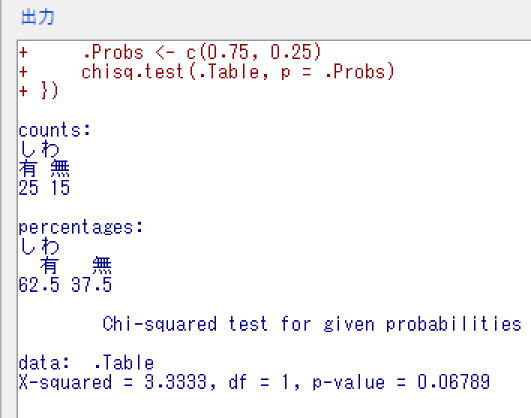 出力
+     .Probs <- c(0.75, 0.25)
+     chisq.test(.Table, p = .Probs)
+ })
counts:
しわ
有 無
25 15
percentages:
しわ
  有   無
62.5 37.5
        Chi-squared test for given probabilities
data:  .Table
X-squared = 3.3333, df = 1, p-value = 0.06789